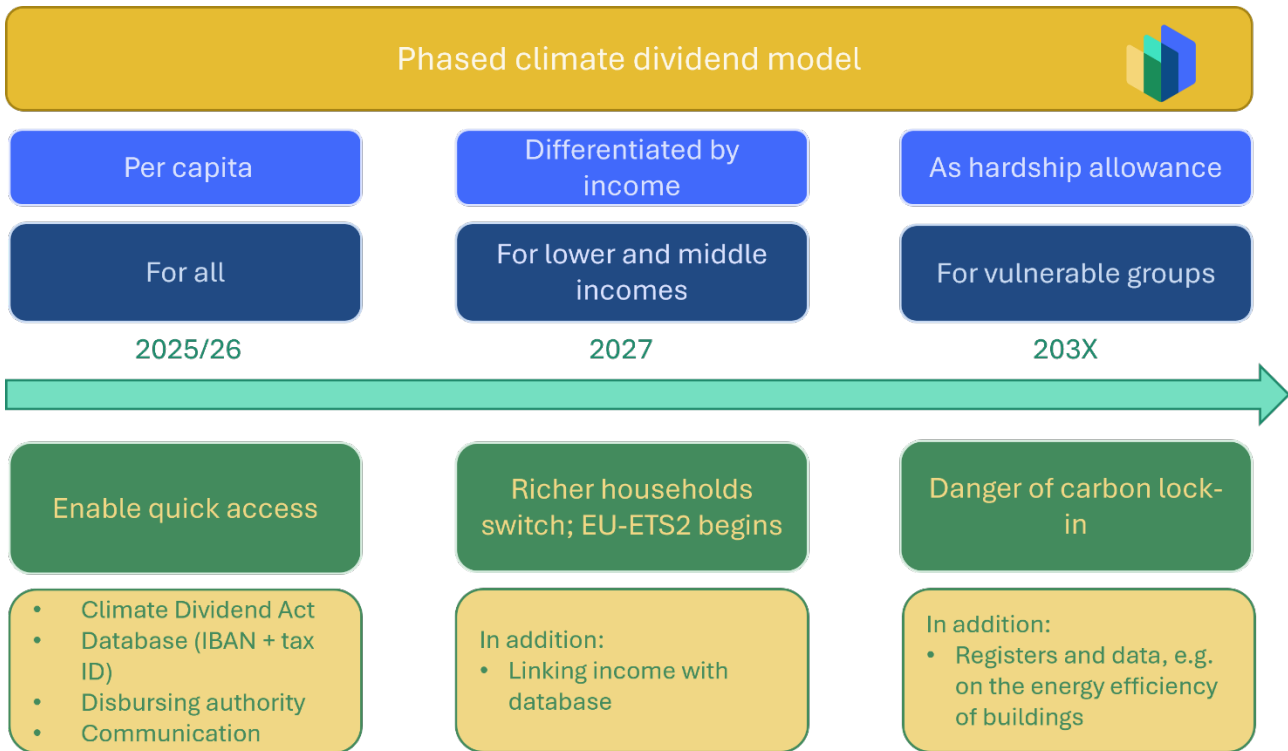 Phased climate dividend model
Per capita
Differentiated by
income
As hardship allowance
For all
For lower and middle
incomes
For vulnerable groups
2025/26
2027
203X
Enable quick access
Richer households
switch; EU-ETS2 begins
Danger of carbon lock-
in
• Climate Dividend Act
• Database (IBAN + tax
ID)
• Disbursing authority
• Communication
In addition:
• Linking income with
database
In addition:
• Registers and data, e.g.
on the energy efficiency
of buildings